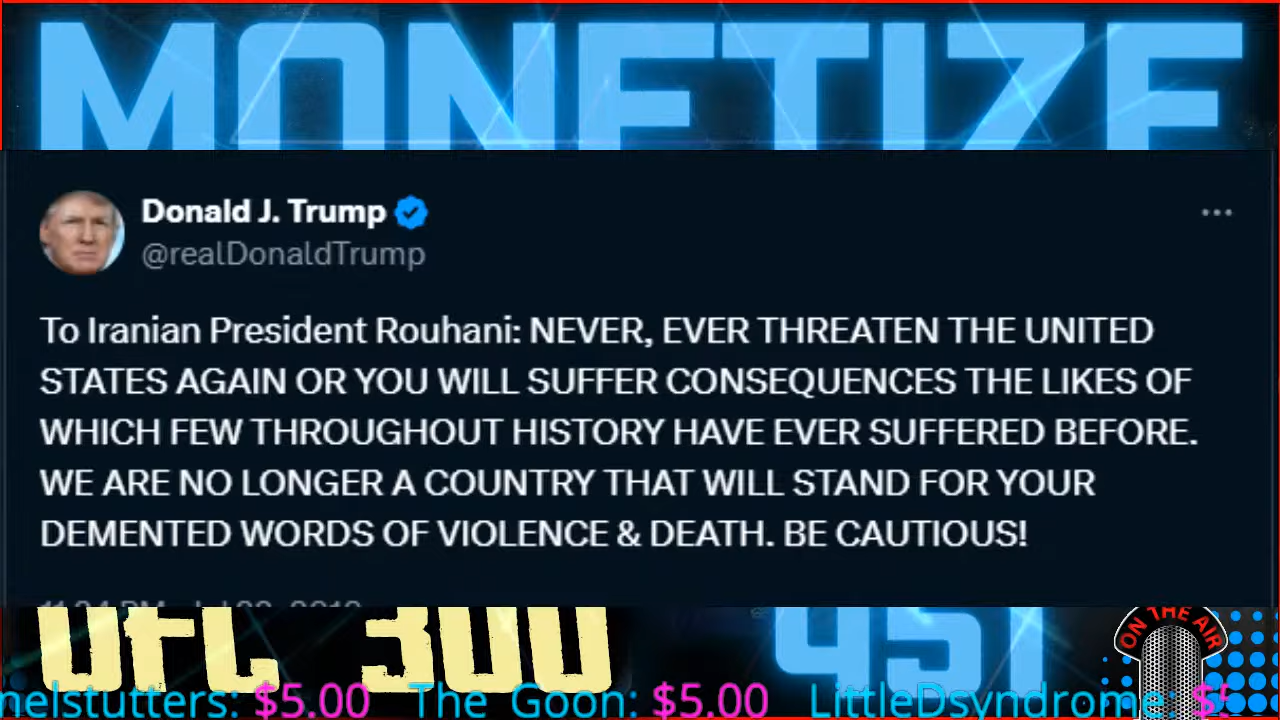 MONETIZE
Donald J. Trump
@realDonaldTrump
To Iranian President Rouhani: NEVER, EVER THREATEN THE UNITED
STATES AGAIN OR YOU WILL SUFFER CONSEQUENCES THE LIKES OF
WHICH FEW THROUGHOUT HISTORY HAVE EVER SUFFERED BEFORE.
WE ARE NO LONGER A COUNTRY THAT WILL STAND FOR YOUR
DEMENTED WORDS OF VIOLENCE & DEATH. BE CAUTIOUS!
UFC 300
451
ON THE AIR
nelstutters: $5.00 The Goon: $5.00 LittleDsyndrome: $